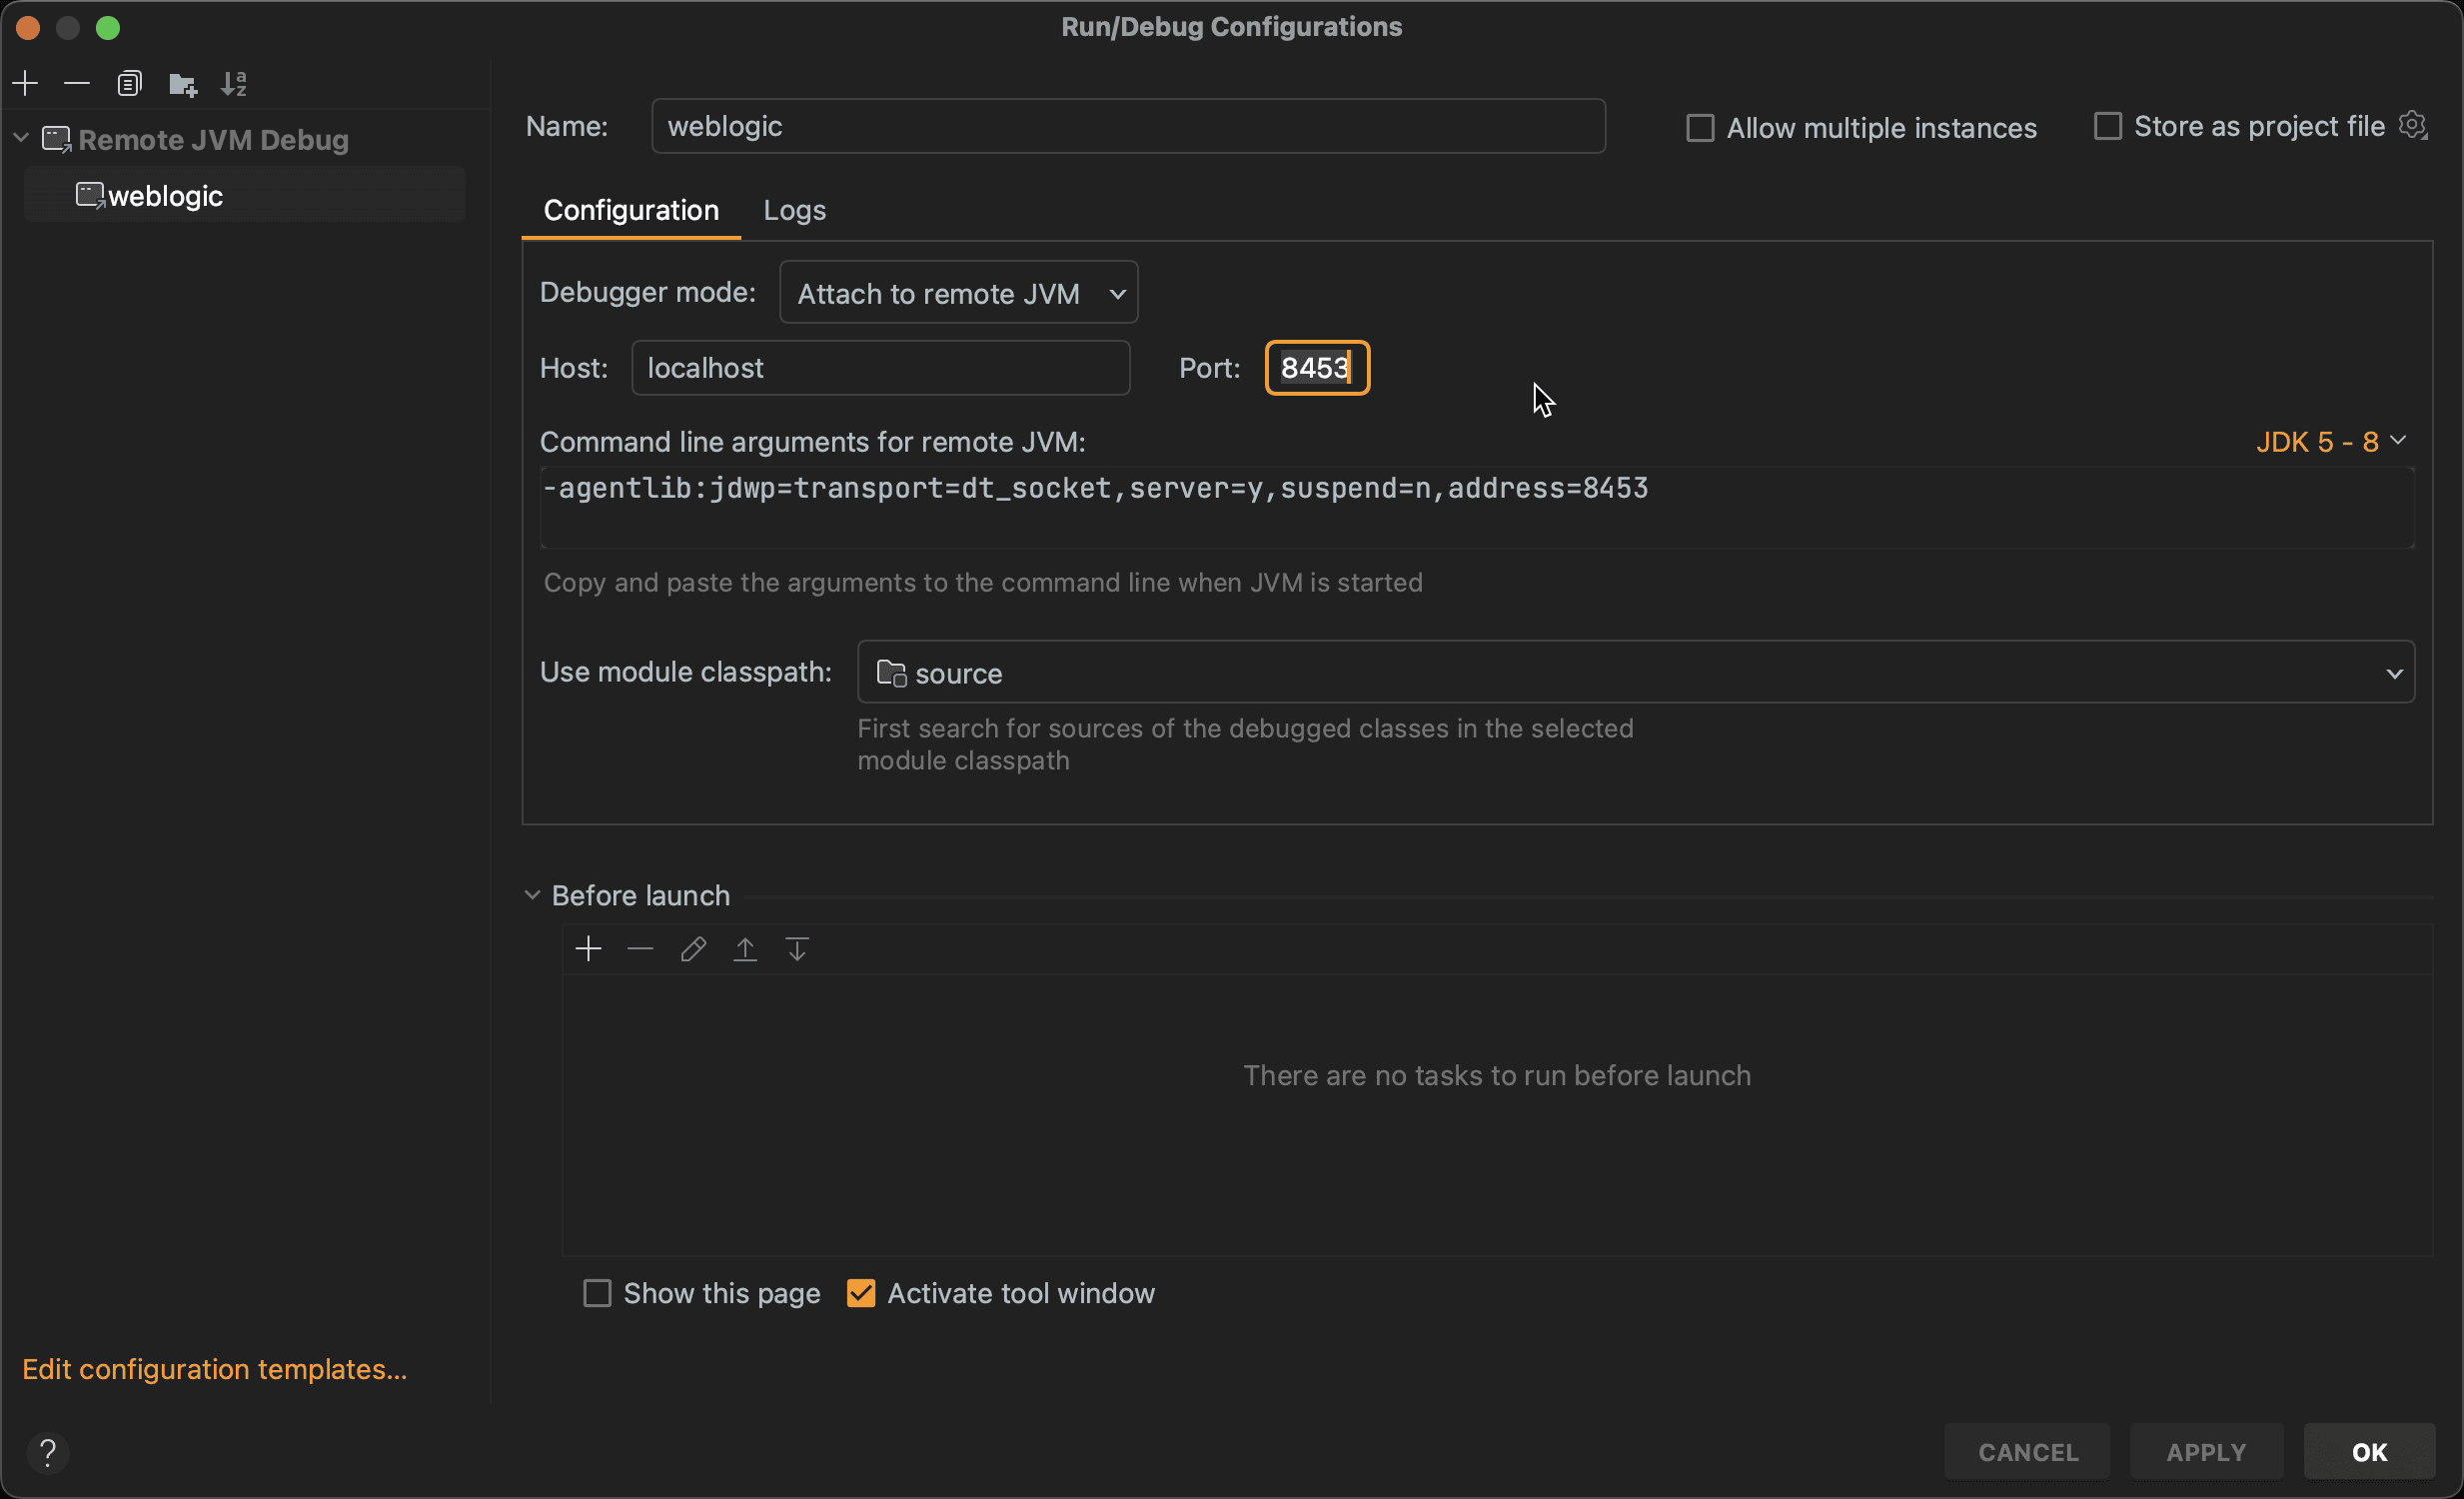 Run/Debug Configurations
Remote JVM Debug
weblogic
Name: weblogic
Allow multiple instances
Store as project file
Configuration Logs
Debugger mode: Attach to remote JVM
Host: localhost Port: 8453
Command line arguments for remote JVM: JDK 5 - 8
-agentlib:jdwp=transport=dt_socket,server=y,suspend=n,address=8453
Copy and paste the arguments to the command line when JVM is started
Use module classpath: source
First search for sources of the debugged classes in the selected
module classpath
Before launch
There are no tasks to run before launch
Show this page Activate tool window
Edit configuration templates...
? CANCEL APPLY OK